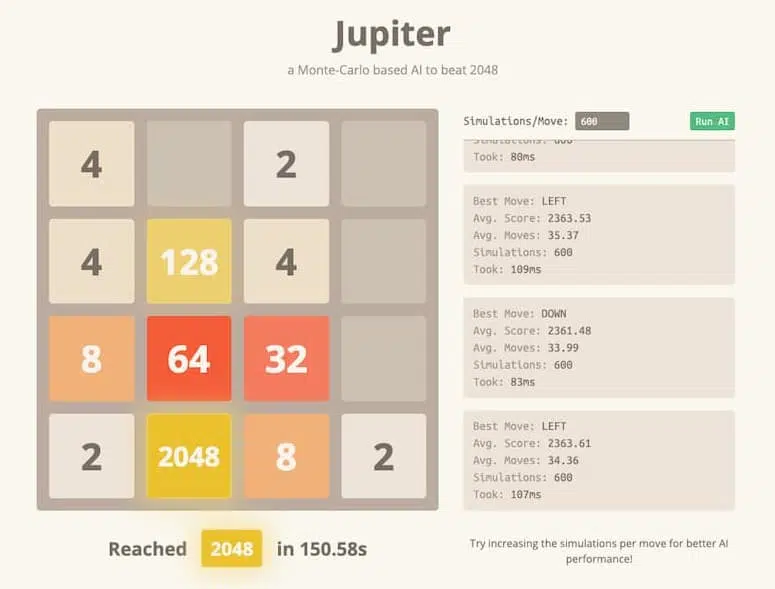 Jupiter
a Monte-Carlo based AI to beat 2048
4 2
4 128 4
8 64 32
2 2048 8 2
Reached 2048 in 150.58s
Simulations/Move: 600 Run AI
Simulations: 600
Took: 80ms
Best Move: LEFT
Avg. Score: 2363.53
Avg. Moves: 35.37
Simulations: 600
Took: 109ms
Best Move: DOWN
Avg. Score: 2361.48
Avg. Moves: 33.99
Simulations: 600
Took: 83ms
Best Move: LEFT
Avg. Score: 2363.61
Avg. Moves: 34.36
Simulations: 600
Took: 107ms
Try increasing the simulations per move for better AI
performance!